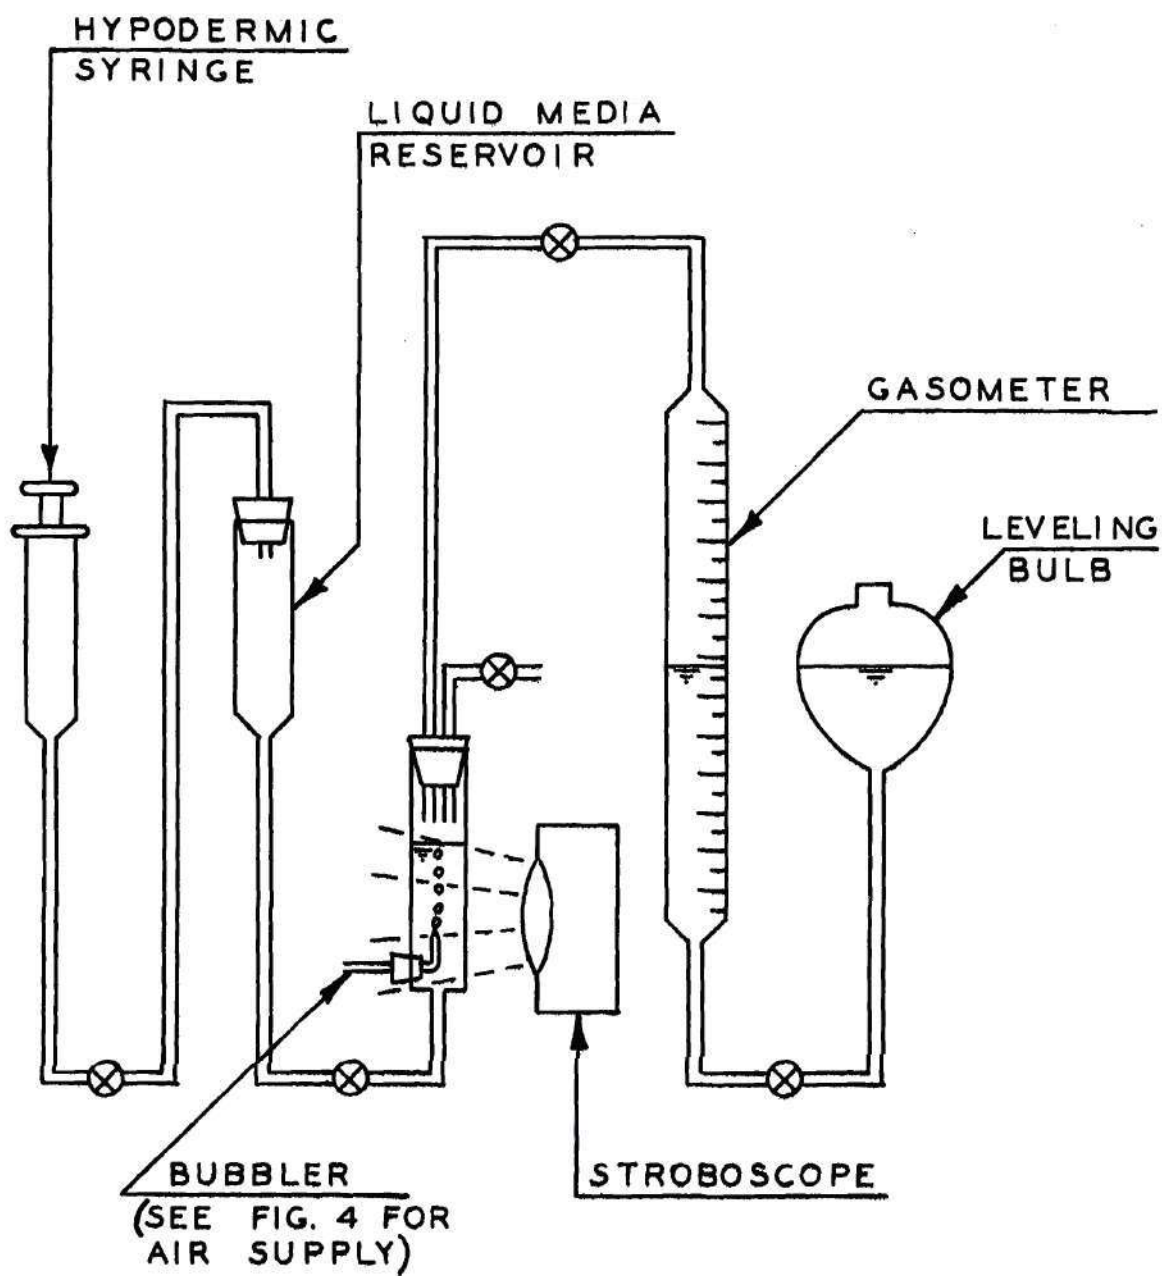 HYPODERMIC
SYRINGE
LIQUID MEDIA
RESERVOIR
GASOMETER
LEVELING
BULB
BUBBLER
(SEE FIG. 4 FOR
AIR SUPPLY)
STROBOSCOPE